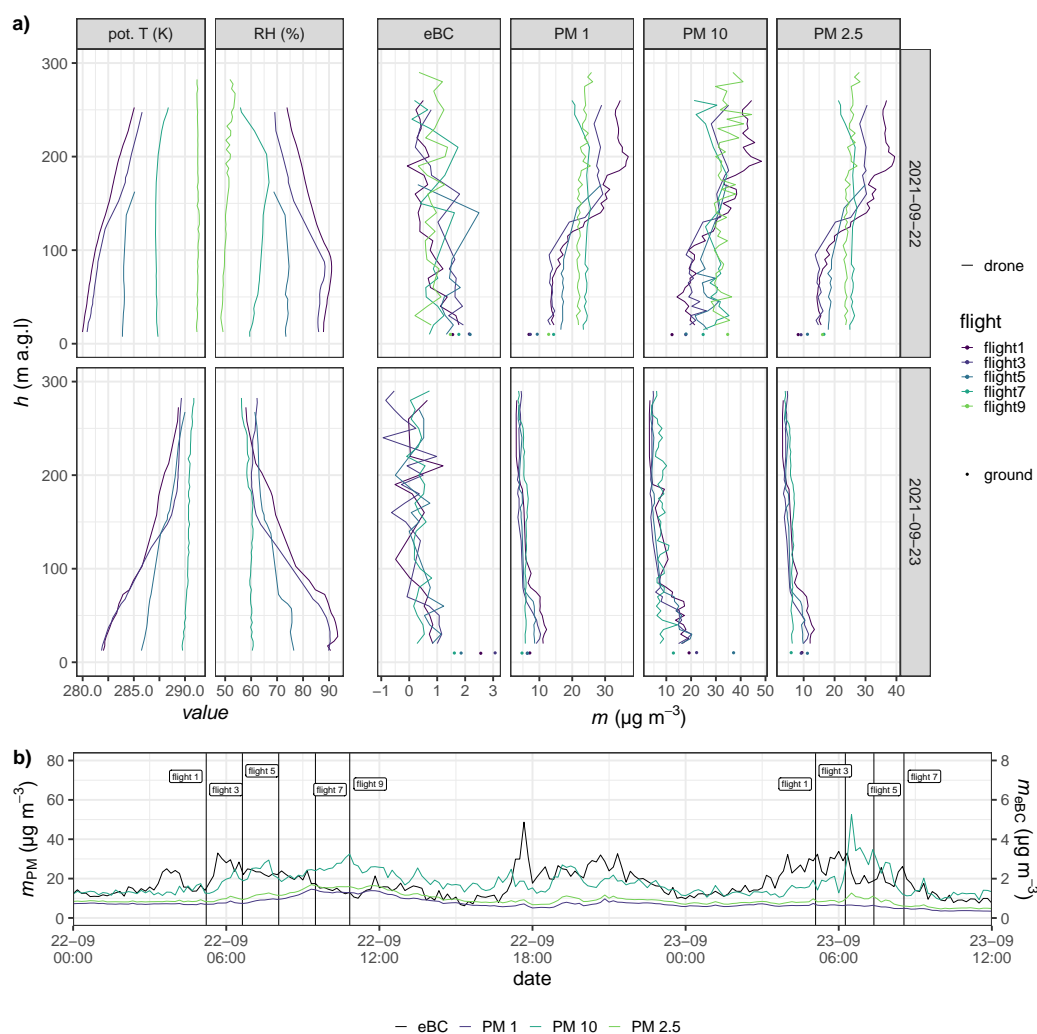 a)
pot. T (K) RH (%) eBC PM 1 PM 10 PM 2.5
300
200
100
0
2021−09−22
300
200
100
0
2021−09−23
h (m a.g.l)
280.0 285.0 290.0 50 60 70 80 90 −1 0 1 2 3 10 20 30 10 20 30 40 50 10 20 30 40
value
m (μg m−3)
drone
flight
flight1
flight3
flight5
flight7
flight9
ground
b)
80
60
40
20
0
mPM (μg m−3)
8
6
4
2
0
meBC (μg m−3)
flight 1 flight 3 flight 5 flight 7 flight 9 flight 1 flight 3 flight 5 flight 7
22−09 22−09 22−09 22−09 23−09 23−09 23−09
00:00 06:00 12:00 18:00 00:00 06:00 12:00
date
eBC PM 1 PM 10 PM 2.5